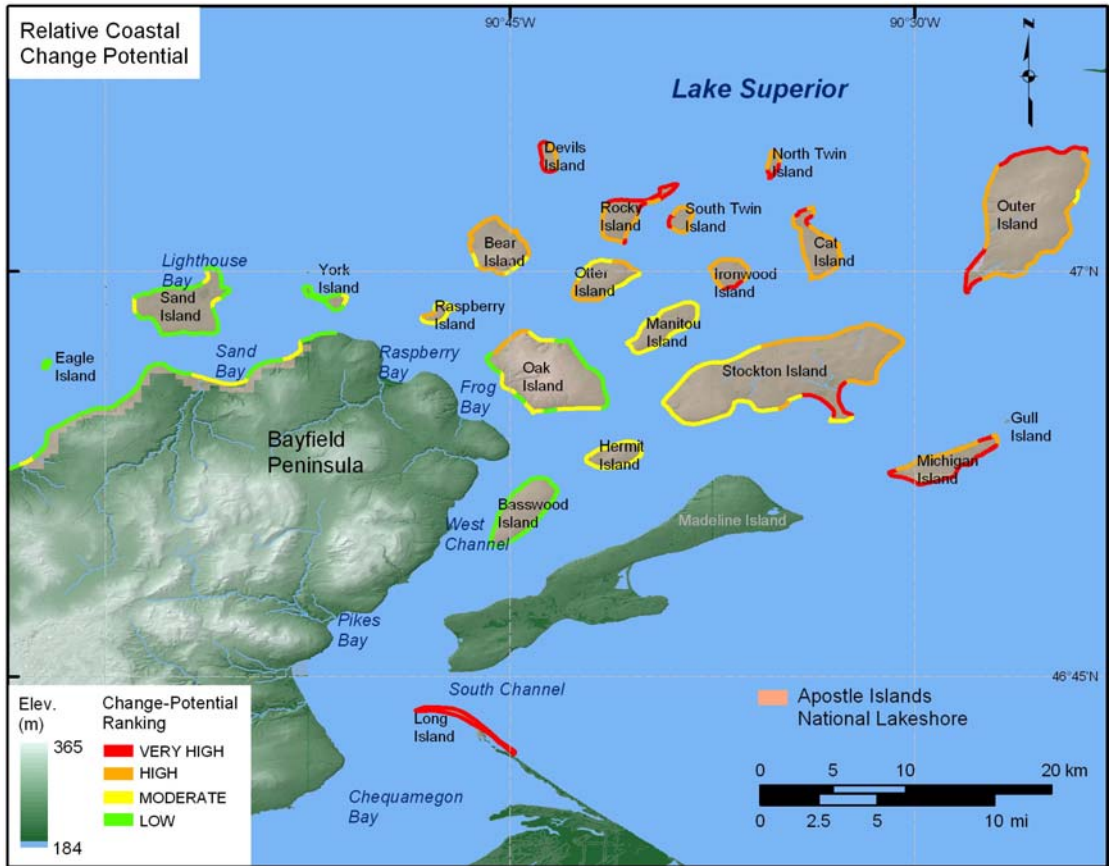 Relative Coastal
Change Potential
90°45'W
90°30'W
N
Lake Superior
Devils
Island
North Twin
Island
Rocky
Island
South Twin
Island
Outer
Island
Bear
Island
Cat
Island
Lighthouse
Bay
York
Island
Otter
Island
Ironwood
Island
47°N
Sand
Island
Raspberry
Island
Manitou
Island
Eagle
Island
Sand
Bay
Raspberry
Bay
Oak
Island
Stockton Island
Frog
Bay
Gull
Island
Bayfield
Peninsula
Hermit
Island
Michigan
Island
Basswood
Island
West
Channel
Madeline Island
Pikes
Bay
46°45'N
South Channel
Long
Island
Chequamegon
Bay
Elev.
(m)
365
184
Change-Potential
Ranking
VERY HIGH
HIGH
MODERATE
LOW
Apostle Islands
National Lakeshore
0 5 10 20 km
0 2.5 5 10 mi